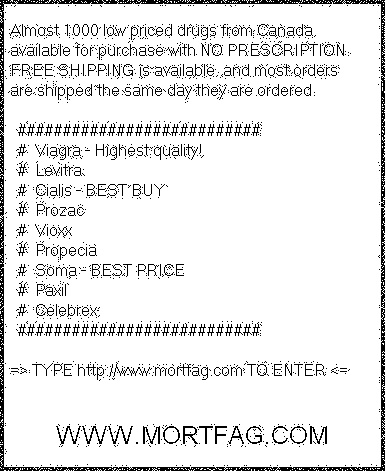 Almost 1000 low priced drugs from Canada,
available for purchase with NO PRESCRIPTION.
FREE SHIPPING is available, and most orders
are shipped the same day they are ordered.
###########################
# Viagra - Highest quality!
# Levitra
# Cialis - BEST BUY
# Prozac
# Vioxx
# Propecia
# Soma - BEST PRICE
# Paxil
# Celebrex
###########################
=> TYPE http://www.mortfag.com TO ENTER <=
WWW.MORTFAG.COM